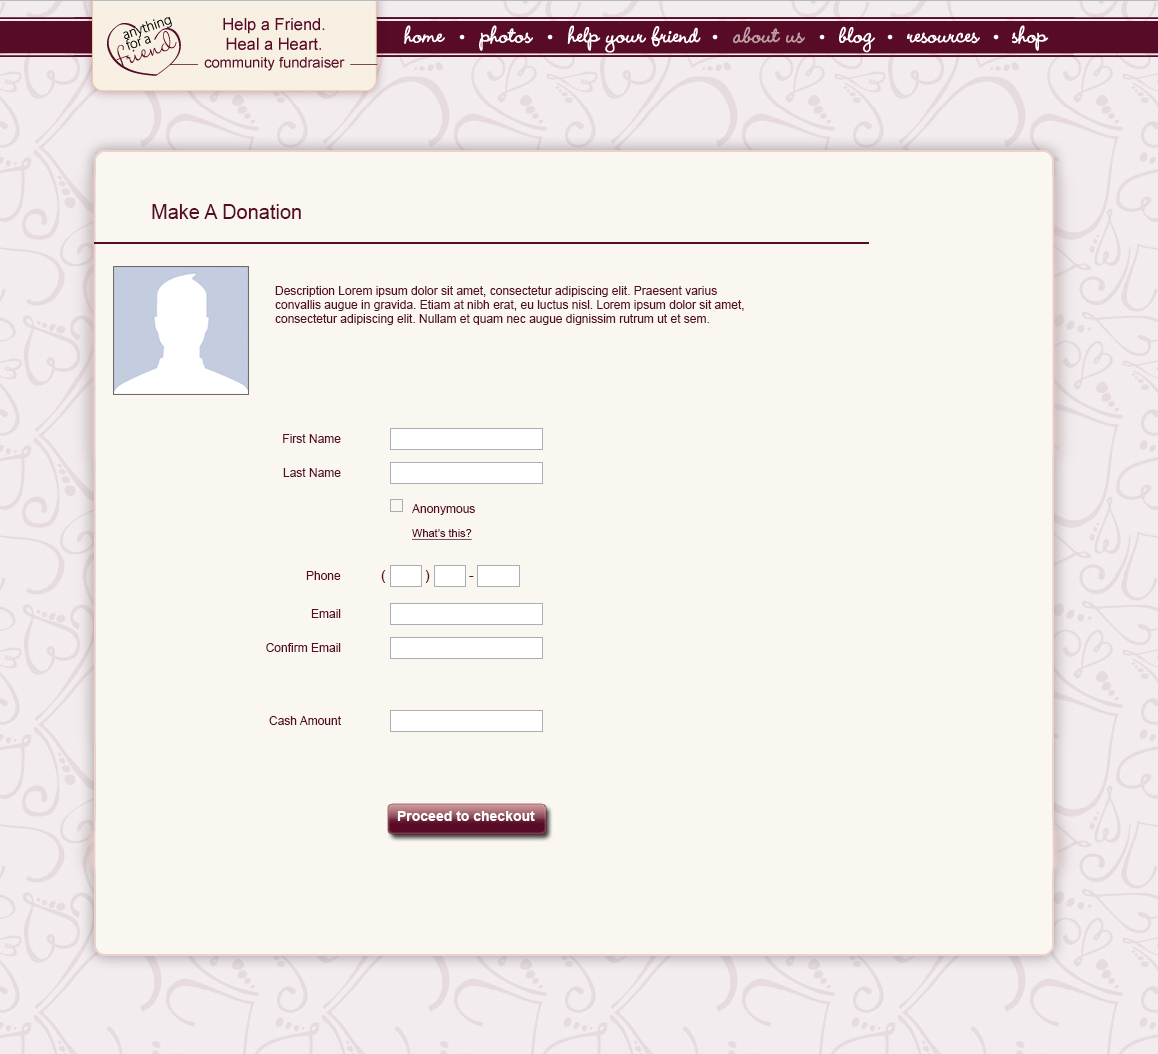 anything
for a
friend
Help a Friend.
Heal a Heart.
community fundraiser
home • photos • help your friend • about us • blog • resources • shop
Make A Donation
Description Lorem ipsum dolor sit amet, consectetur adipiscing elit. Praesent varius
convallis augue in gravida. Etiam at nibh erat, eu luctus nisl. Lorem ipsum dolor sit amet,
consectetur adipiscing elit. Nullam et quam nec augue dignissim rutrum ut et sem.
First Name
Last Name
Anonymous
What's this?
Phone ( ) -
Email
Confirm Email
Cash Amount
Proceed to checkout